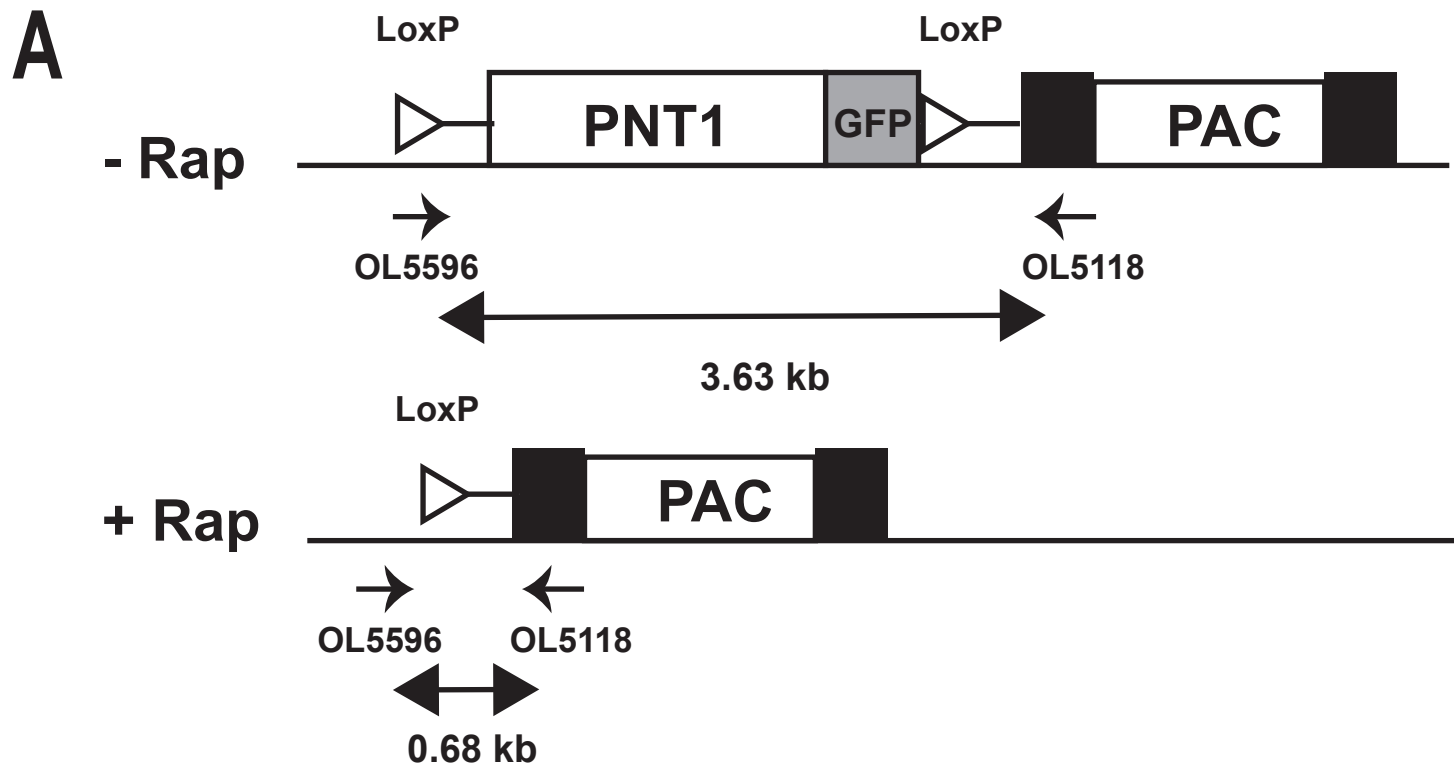 A
LoxP
LoxP
- Rap
PNT1
GFP
PAC
OL5596
OL5118
3.63 kb
LoxP
+ Rap
PAC
OL5596
OL5118
0.68 kb